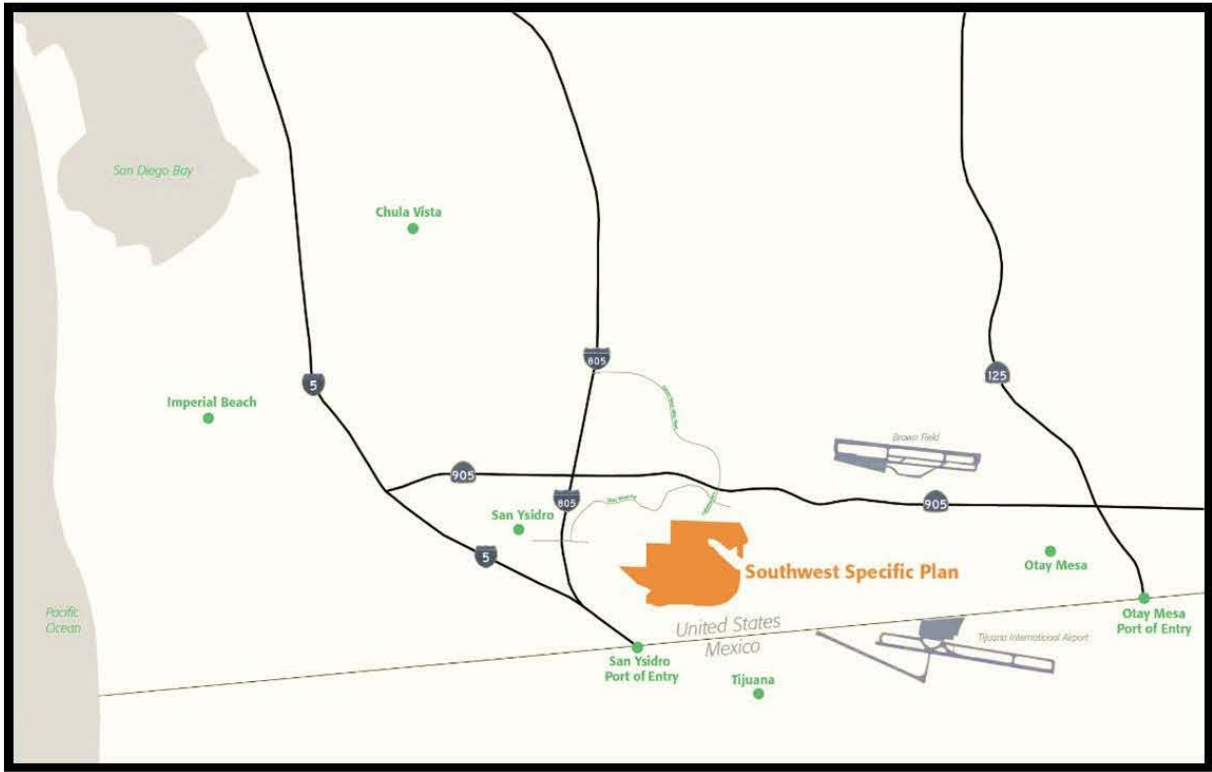 San Diego Bay
Chula Vista
805
5
125
Imperial Beach
Brown Field
905
805
905
San Ysidro
5
Southwest Specific Plan
Otay Mesa
Pacific
Ocean
United States
Mexico
Otay Mesa
Port of Entry
Tijuana International Airport
San Ysidro
Port of Entry
Tijuana